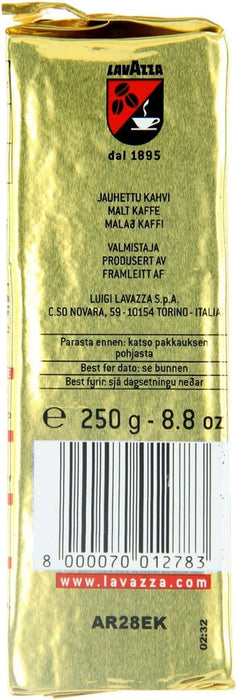 LAVAZZA
dal 1895
JAUHETTU KAHVI
MALT KAFFE
MALAÐ KAFFI
VALMISTAJA
PRODUSERT AV
FRAMLEITT AF
LUIGI LAVAZZA S.p.A.
C.SO NOVARA, 59 - 10154 TORINO - ITALIA
Parasta ennen: katso pakkauksen
pohjasta
Best før dato: se bunnen
Best fyrir: sjá dagsetningu neðar
℮ 250 g - 8.8 oz
8 000070 012783
www.lavazza.com
AR28EK
02:32